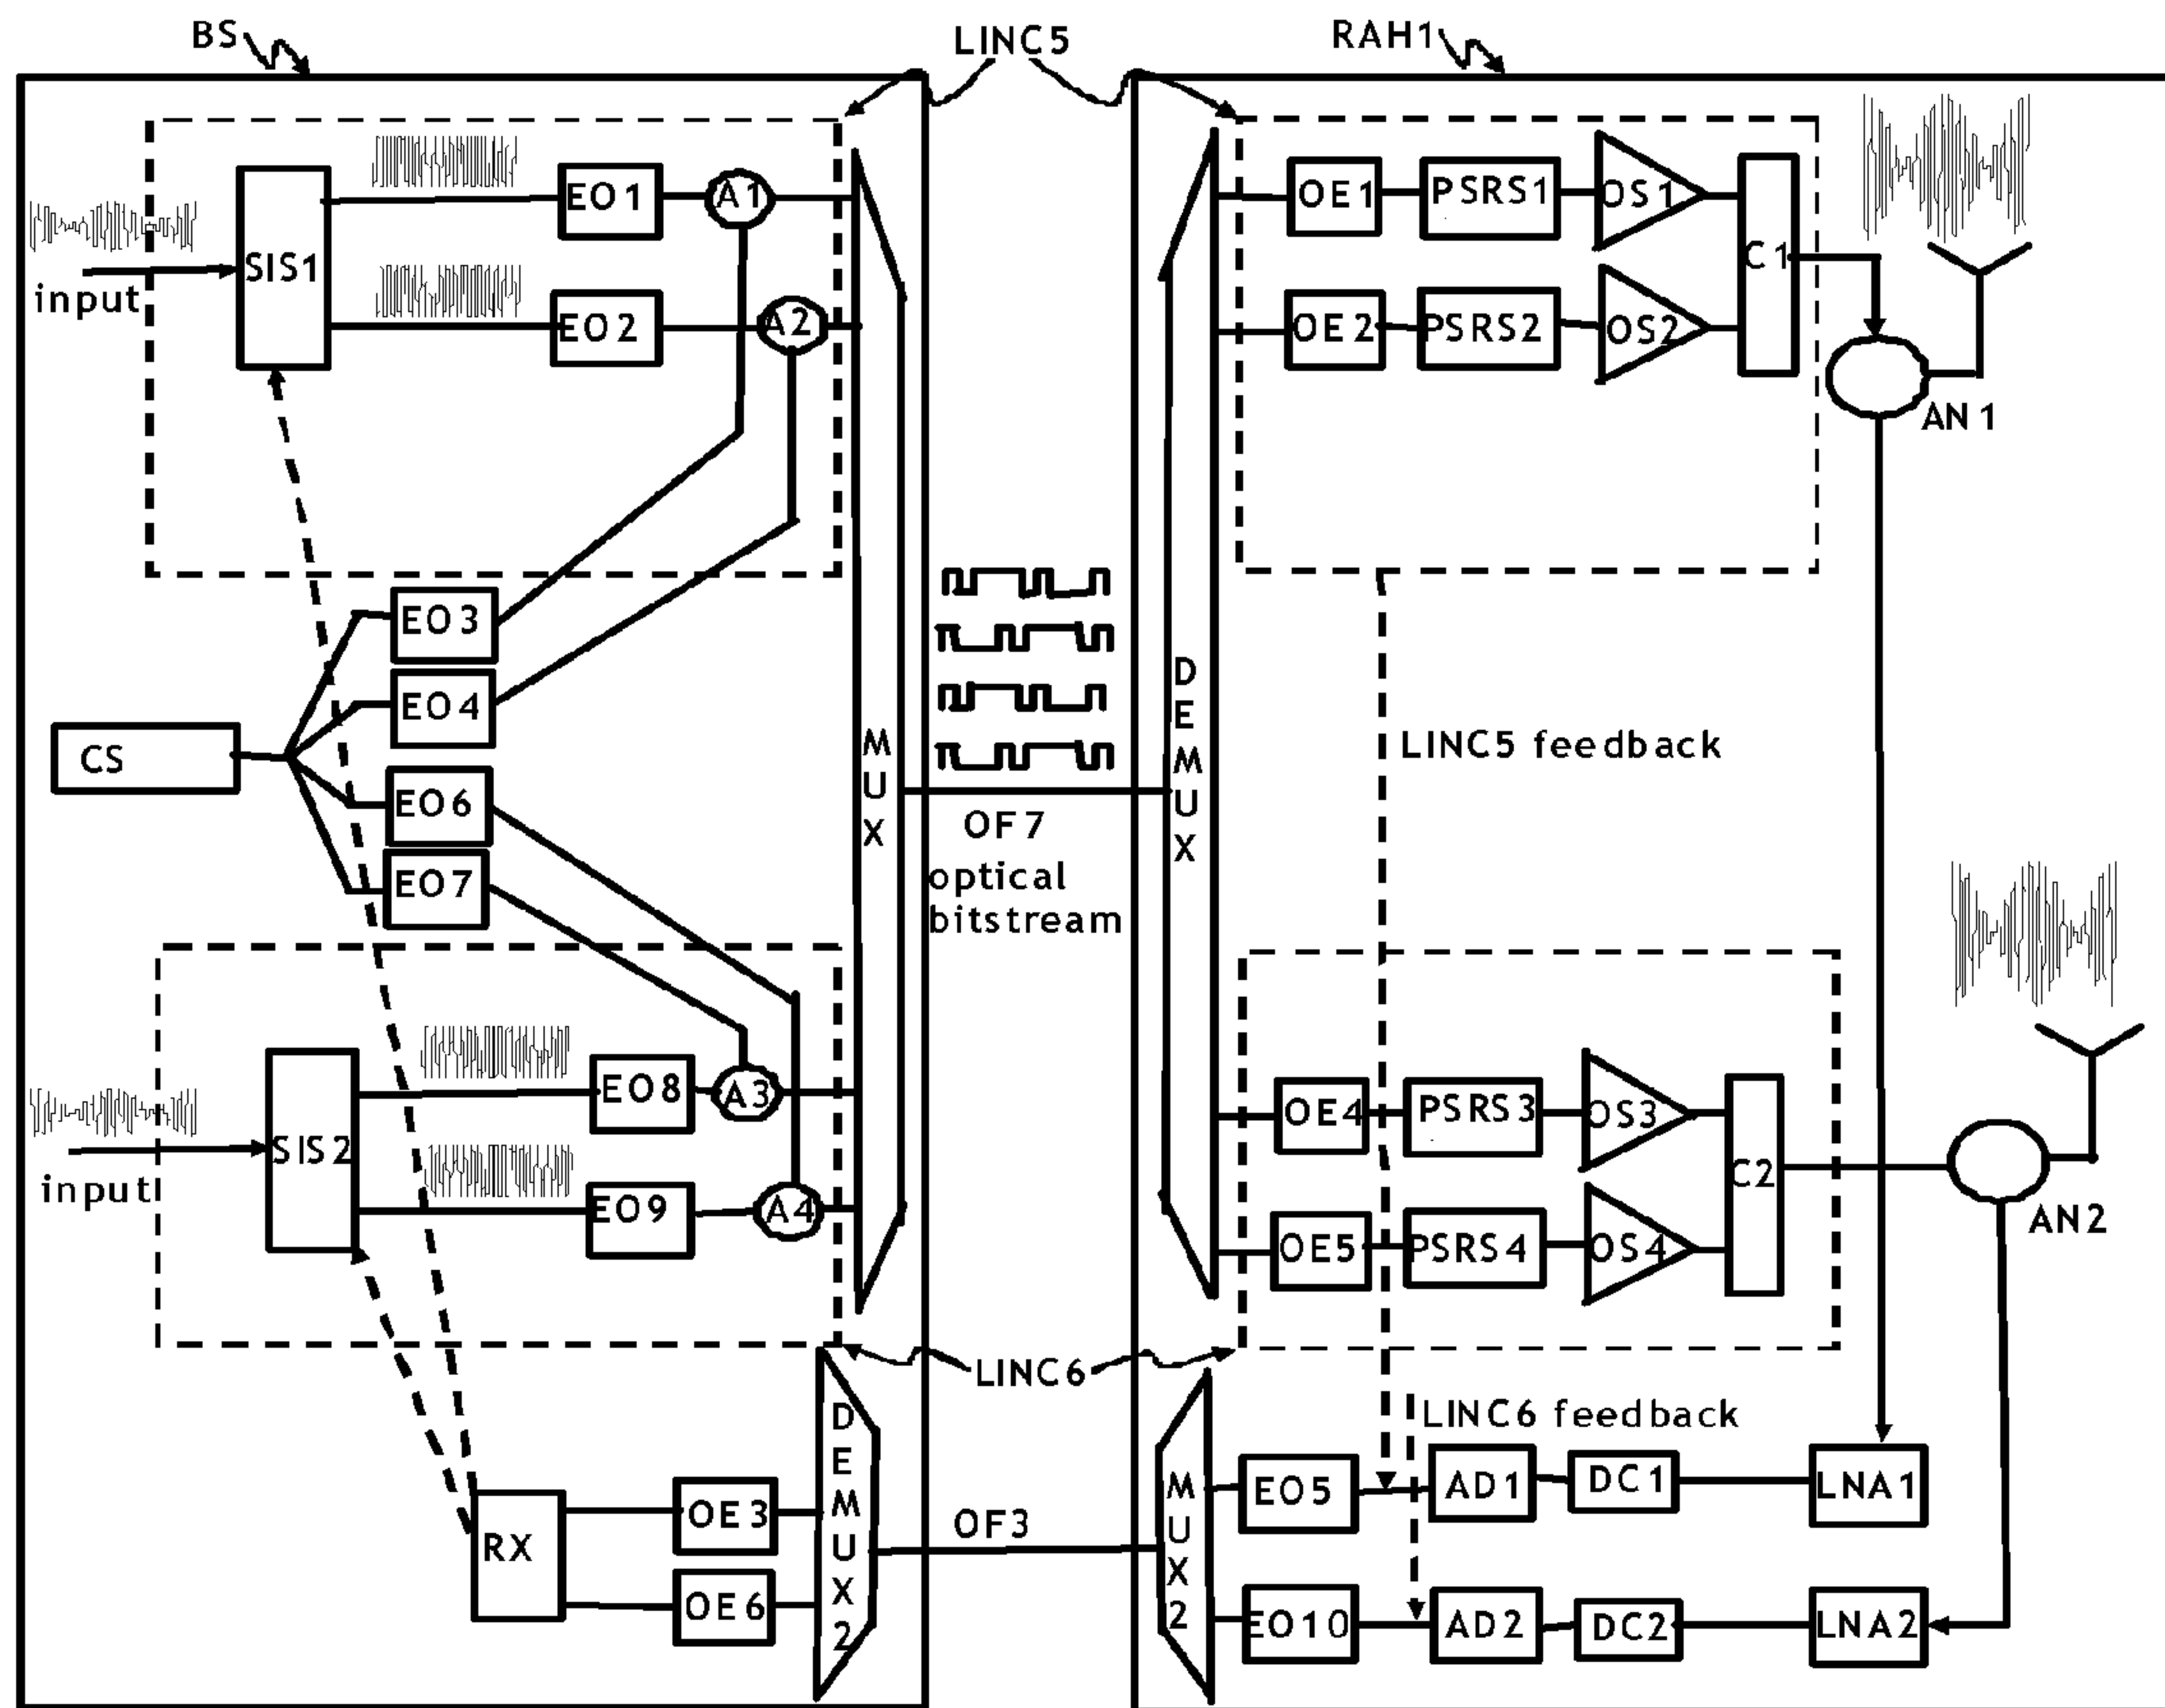 BS
LINC5
RAH1
EO1
A1
OE1
PSRS1
OS1
SIS1
C1
input
EO2
A2
OE2
PSRS2
OS2
AN1
EO3
EO4
CS
EO6
EO7
MUX
OF7
optical
bitstream
DEMUX
LINC5 feedback
EO8
A3
OE4
PSRS3
OS3
SIS2
C2
input
EO9
A4
OE5
PSRS4
OS4
AN2
LINC6
LINC6 feedback
DEMUX2
MUX2
RX
OE3
OF3
EO5
AD1
DC1
LNA1
OE6
EO10
AD2
DC2
LNA2